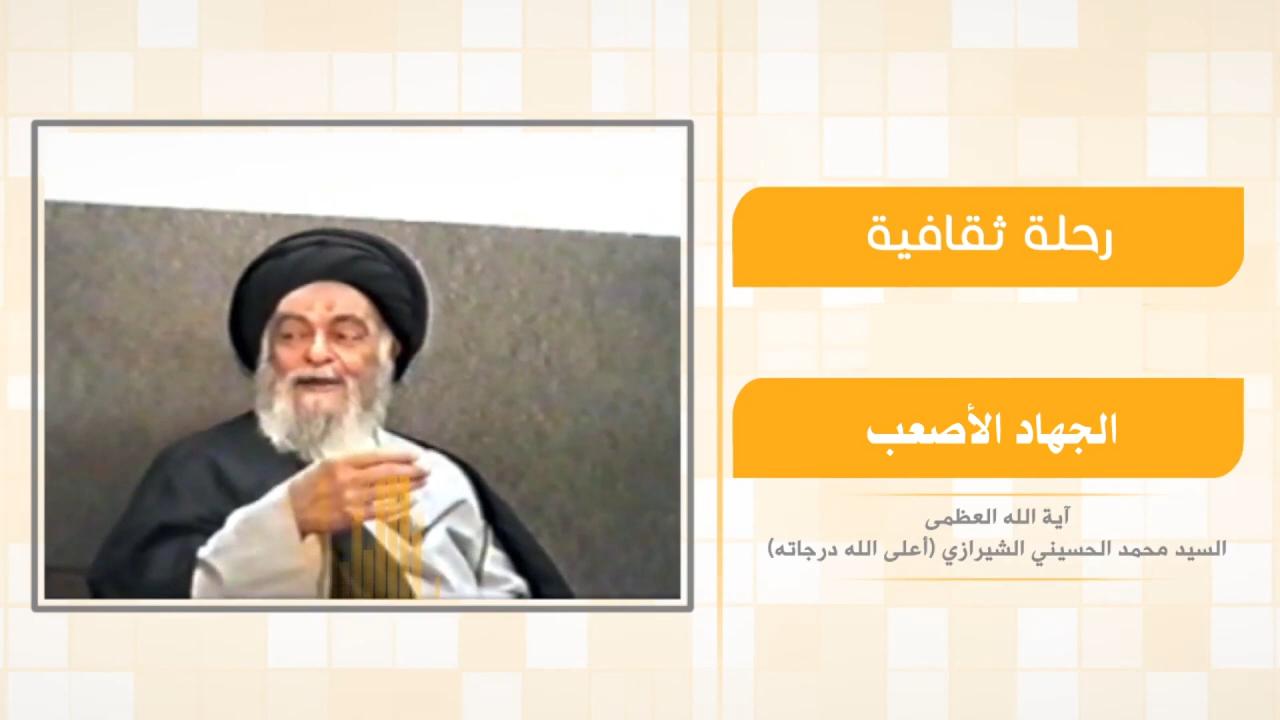 رحلة ثقافية
الجهاد الأصعب
آية الله العظمى
السيد محمد الحسيني الشيرازي (أعلى الله درجاته)